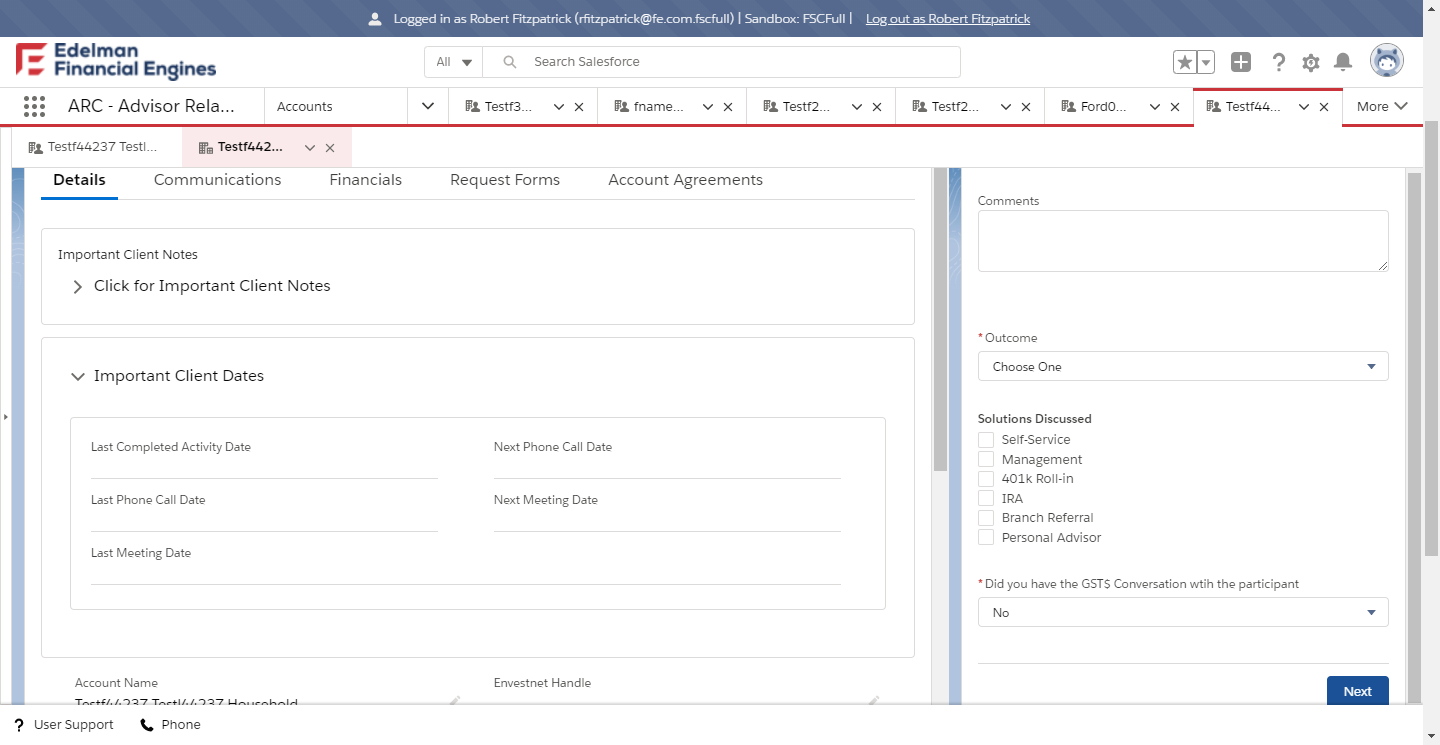 Logged in as Robert Fitzpatrick (rfitzpatrick@fe.com.fscfull) | Sandbox: FSCFull | Log out as Robert Fitzpatrick
Edelman
Financial Engines
All
Search Salesforce
ARC - Advisor Rela...
Accounts
Testf3...
fname...
Testf2...
Testf2...
Ford0...
Testf44...
More
Testf44237 Testl...
Testf442...
Details
Communications
Financials
Request Forms
Account Agreements
Important Client Notes
Click for Important Client Notes
Important Client Dates
Last Completed Activity Date
Next Phone Call Date
Last Phone Call Date
Next Meeting Date
Last Meeting Date
Account Name
Envestnet Handle
Testf44237 Testl44237 Household
Comments
*Outcome
Choose One
Solutions Discussed
Self-Service
Management
401k Roll-in
IRA
Branch Referral
Personal Advisor
*Did you have the GST$ Conversation wtih the participant
No
Next
User Support
Phone